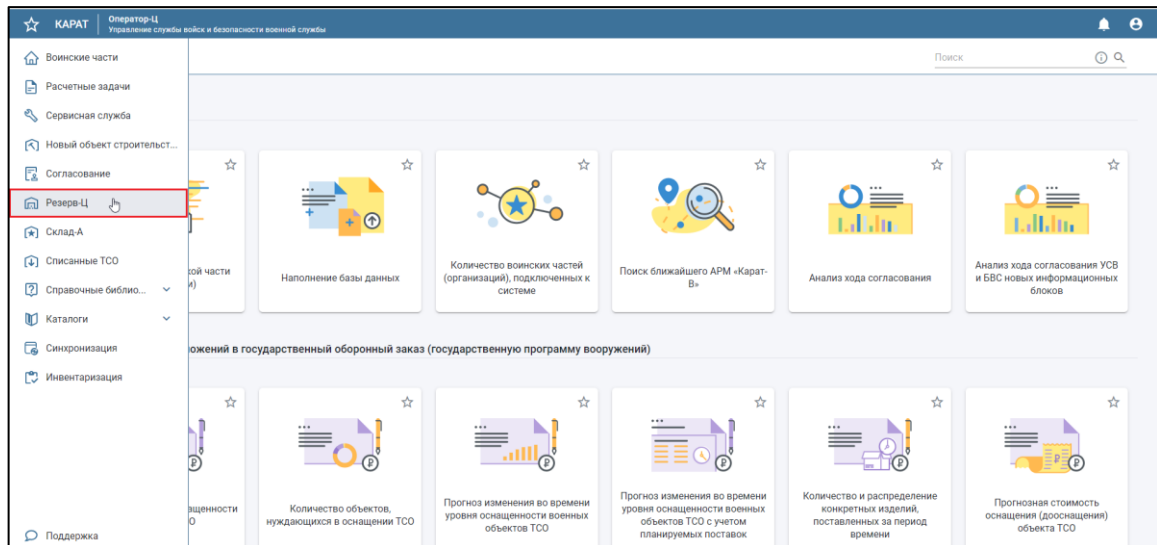 КАРАТ
Оператор-Ц
Управление службы войск и безопасности военной службы
Воинские части
Поиск
Расчетные задачи
Сервисная служба
Новый объект строительст...
Согласование
Резерв-Ц
Склад-А
Списанные ТСО
Справочные библио...
Каталоги
Синхронизация
Инвентаризация
Поддержка
кой части
и)
Наполнение базы данных
Количество воинских частей
(организаций), подключенных к
системе
Поиск ближайшего АРМ «Карат-
В»
Анализ хода согласования
Анализ хода согласования УСВ
и БВС новых информационных
блоков
ожений в государственный оборонный заказ (государственную программу вооружений)
ащенности
О
Количество объектов,
нуждающихся в оснащении ТСО
Прогноз изменения во времени
уровня оснащенности военных
объектов ТСО
Прогноз изменения во времени
уровня оснащенности военных
объектов ТСО с учетом
планируемых поставок
Количество и распределение
конкретных изделий,
поставленных за период
времени
Прогнозная стоимость
оснащения (дооснащения)
объекта ТСО